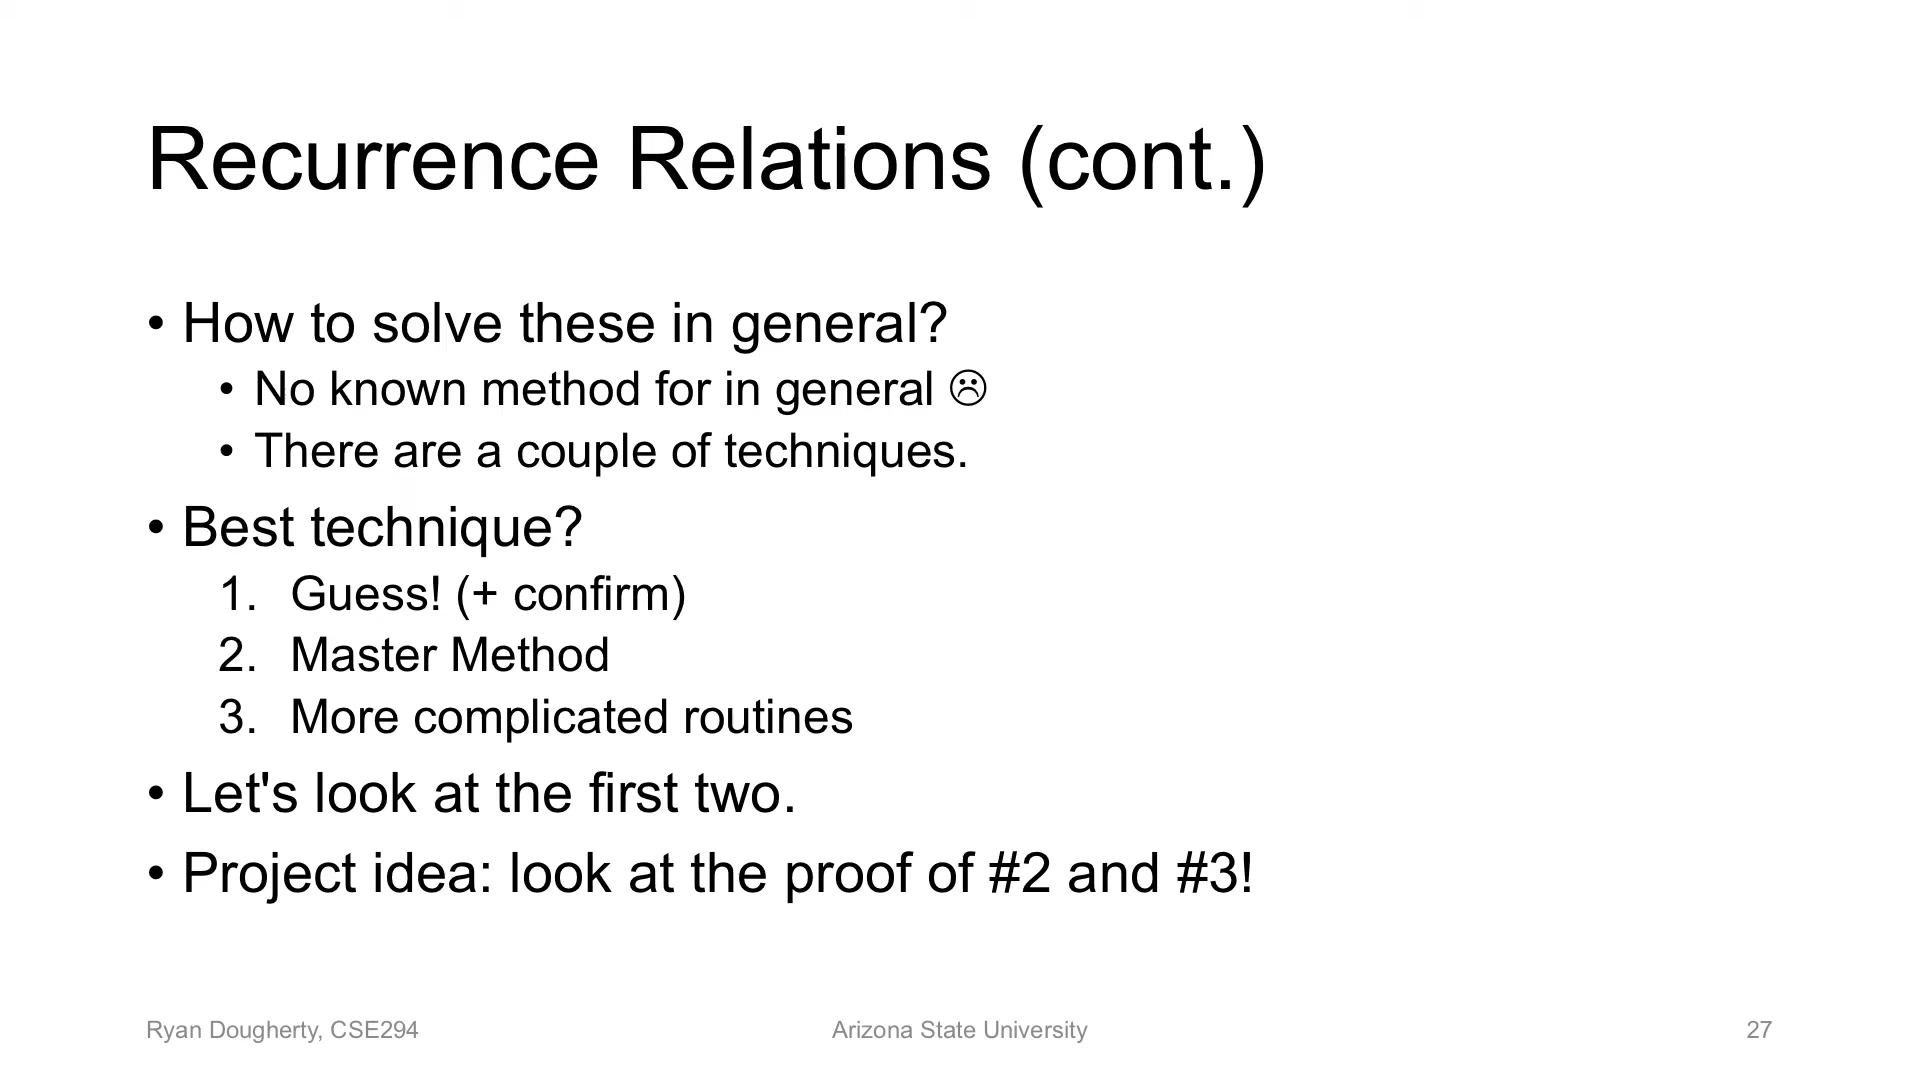 Recurrence Relations (cont.)
• How to solve these in general?
• No known method for in general ☹
• There are a couple of techniques.
• Best technique?
1. Guess! (+ confirm)
2. Master Method
3. More complicated routines
• Let's look at the first two.
• Project idea: look at the proof of #2 and #3!
Ryan Dougherty, CSE294
Arizona State University
27